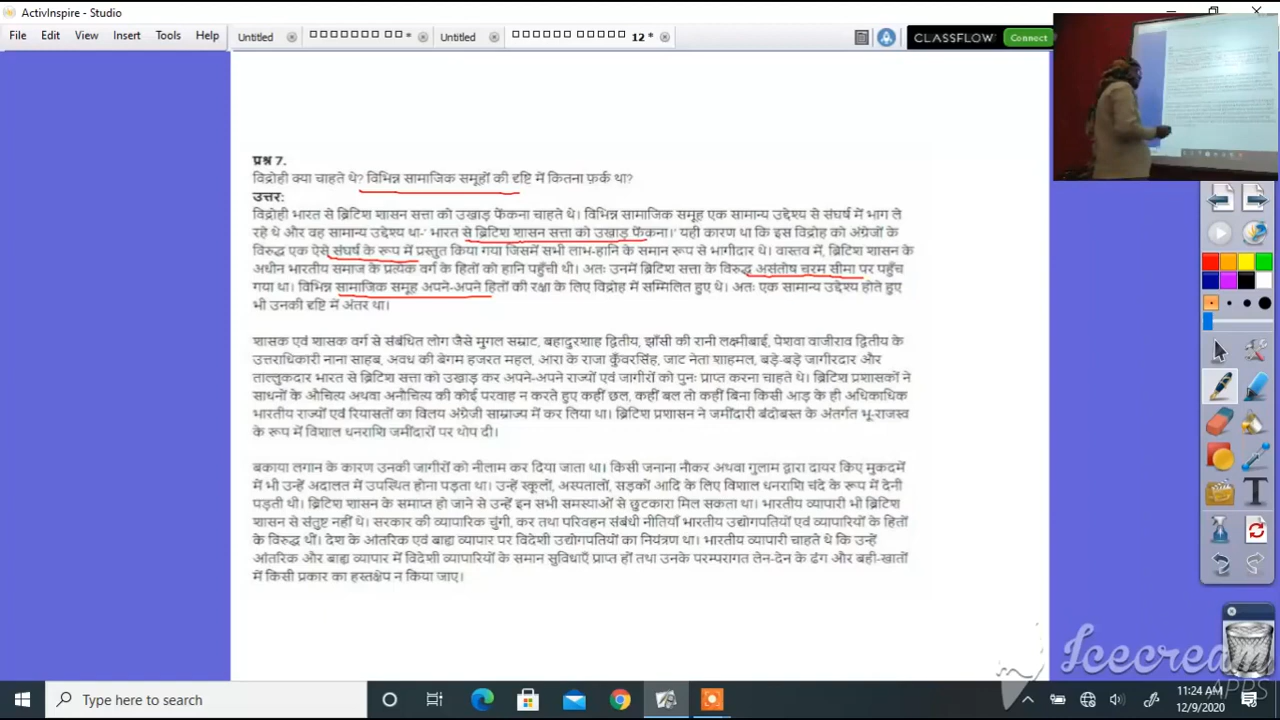 ActivInspire - Studio
File Edit View Insert Tools Help Untitled Untitled 12 * CLASSFLOW Connect
प्रश्न 7.
विद्रोही क्या चाहते थे? विभिन्न सामाजिक समूहों की दृष्टि में कितना फ़र्क था?
उत्तर:
विद्रोही भारत से ब्रिटिश शासन सत्ता को उखाड़ फेंकना चाहते थे। विभिन्न सामाजिक समूह एक सामान्य उद्देश्य से संघर्ष में भाग ले
रहे थे और वह सामान्य उद्देश्य था-' भारत से ब्रिटिश शासन सत्ता को उखाड़ फेंकना।' यही कारण था कि इस विद्रोह को अंग्रेजों के
विरुद्ध एक ऐसे संघर्ष के रूप में प्रस्तुत किया गया जिसमें सभी लाभ-हानि के समान रूप से भागीदार थे। वास्तव में, ब्रिटिश शासन के
अधीन भारतीय समाज के प्रत्येक वर्ग के हितों को हानि पहुँची थी। अतः उनमें ब्रिटिश सत्ता के विरुद्ध असंतोष चरम सीमा पर पहुँच
गया था। विभिन्न सामाजिक समूह अपने-अपने हितों की रक्षा के लिए विद्रोह में सम्मिलित हुए थे। अतः एक सामान्य उद्देश्य होते हुए
भी उनकी दृष्टि में अंतर था।
शासक एवं शासक वर्ग से संबंधित लोग जैसे मुगल सम्राट, बहादुरशाह द्वितीय, झाँसी की रानी लक्ष्मीबाई, पेशवा वाजीराव द्वितीय के
उत्तराधिकारी नाना साहब, अवध की बेगम हजरत महल, आरा के राजा कुँवरसिंह, जाट नेता शाहमल, बड़े-बड़े जागीरदार और
ताल्लुकदार भारत से ब्रिटिश सत्ता को उखाड़ कर अपने-अपने राज्यों एवं जागीरों को पुनः प्राप्त करना चाहते थे। ब्रिटिश प्रशासकों ने
साधनों के औचित्य अथवा अनौचित्य की कोई परवाह न करते हुए कहीं छल, कहीं बल तो कहीं बिना किसी आड़ के ही अधिकाधिक
भारतीय राज्यों एवं रियासतों का विलय अंग्रेजी साम्राज्य में कर लिया था। ब्रिटिश प्रशासन ने जमींदारी बंदोबस्त के अंतर्गत भू-राजस्व
के रूप में विशाल धनराशि जमींदारों पर थोप दी।
बकाया लगान के कारण उनकी जागीरों को नीलाम कर दिया जाता था। किसी जनाना नौकर अथवा गुलाम द्वारा दायर किए मुकदमें
में भी उन्हें अदालत में उपस्थित होना पड़ता था। उन्हें स्कूलों, अस्पतालों, सड़कों आदि के लिए विशाल धनराशि चंदे के रूप में देनी
पड़ती थी। ब्रिटिश शासन के समाप्त हो जाने से उन्हें इन सभी समस्याओं से छुटकारा मिल सकता था। भारतीय व्यापारी भी ब्रिटिश
शासन से संतुष्ट नहीं थे। सरकार की व्यापारिक चुंगी, कर तथा परिवहन संबंधी नीतियाँ भारतीय उद्योगपतियों एवं व्यापारियों के हितों
के विरुद्ध थीं। देश के आंतरिक एवं बाह्य व्यापार पर विदेशी उद्योगपतियों का नियंत्रण था। भारतीय व्यापारी चाहते थे कि उन्हें
आंतरिक और बाह्य व्यापार में विदेशी व्यापारियों के समान सुविधाएँ प्राप्त हों तथा उनके परम्परागत लेन-देन के ढंग और बही-खातों
में किसी प्रकार का हस्तक्षेप न किया जाए।
Icecream
APPS
Type here to search
11:24 AM
12/9/2020